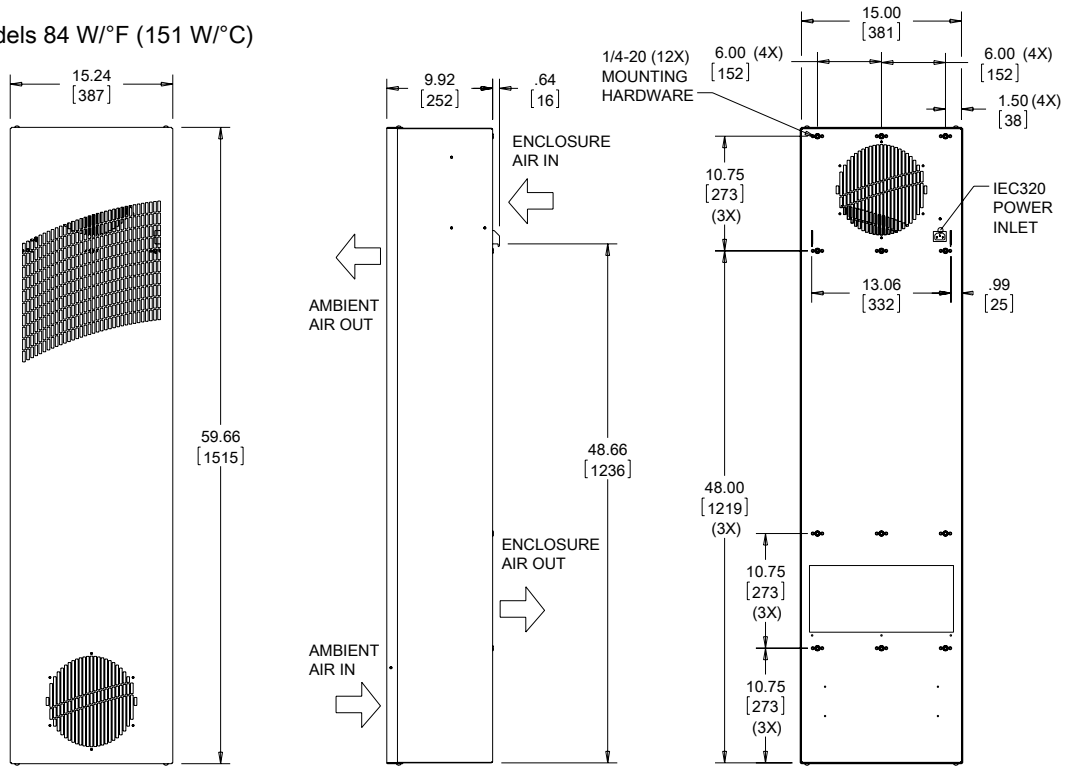 dels 84 W/°F (151 W/°C)
15.24
[387]
59.66
[1515]
9.92
[252]
.64
[16]
ENCLOSURE
AIR IN
AMBIENT
AIR OUT
48.66
[1236]
ENCLOSURE
AIR OUT
AMBIENT
AIR IN
15.00
[381]
1/4-20 (12X)
MOUNTING
HARDWARE
6.00 (4X)
[152]
6.00 (4X)
[152]
1.50 (4X)
[38]
10.75
[273]
(3X)
IEC320
POWER
INLET
13.06
[332]
.99
[25]
48.00
[1219]
(3X)
10.75
[273]
(3X)
10.75
[273]
(3X)